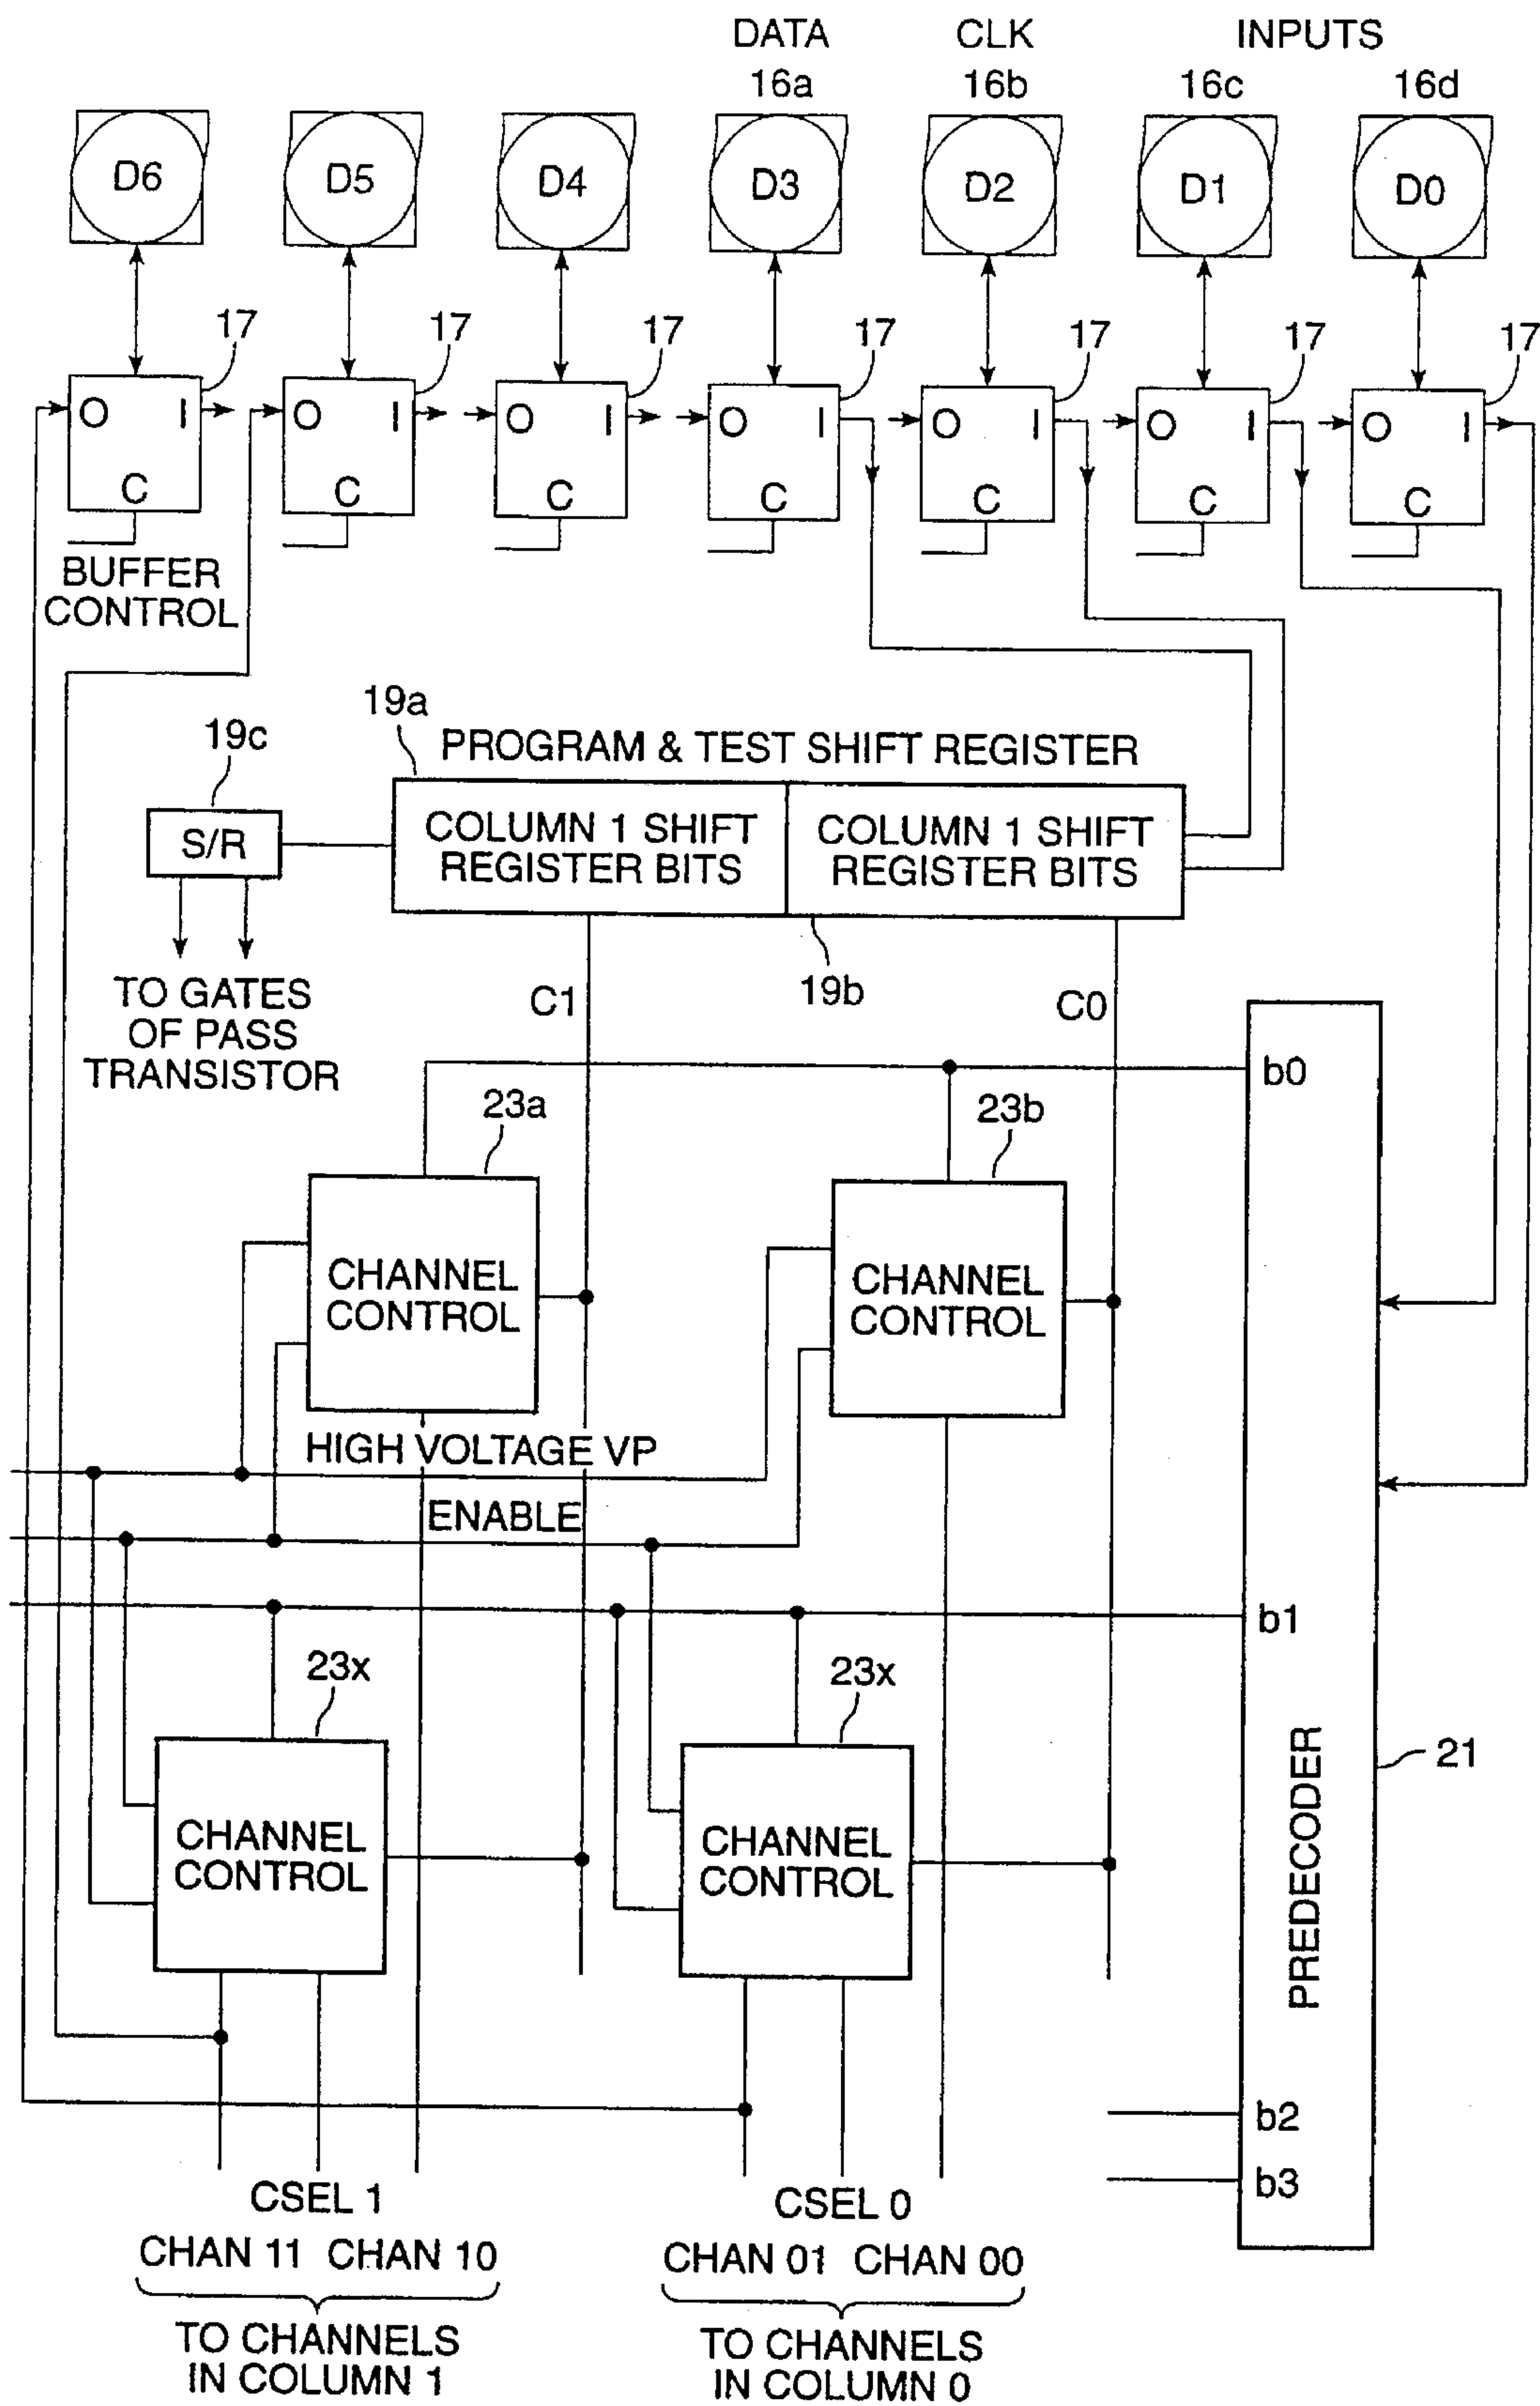 DATA CLK INPUTS
16a 16b 16c 16d
D6 D5 D4 D3 D2 D1 D0
17 17 17 17 17 17 17
O I O I O I O I O I O I O I
C C C C C C C
BUFFER
CONTROL
19a
19c
PROGRAM & TEST SHIFT REGISTER
S/R
COLUMN 1 SHIFT
REGISTER BITS
COLUMN 1 SHIFT
REGISTER BITS
TO GATES
OF PASS
TRANSISTOR
C1
19b
C0
b0
23a
23b
CHANNEL
CONTROL
CHANNEL
CONTROL
HIGH VOLTAGE VP
ENABLE
b1
23x
23x
21
CHANNEL
CONTROL
CHANNEL
CONTROL
PREDECODER
b2
b3
CSEL 1
CSEL 0
CHAN 11 CHAN 10
CHAN 01 CHAN 00
TO CHANNELS
IN COLUMN 1
TO CHANNELS
IN COLUMN 0